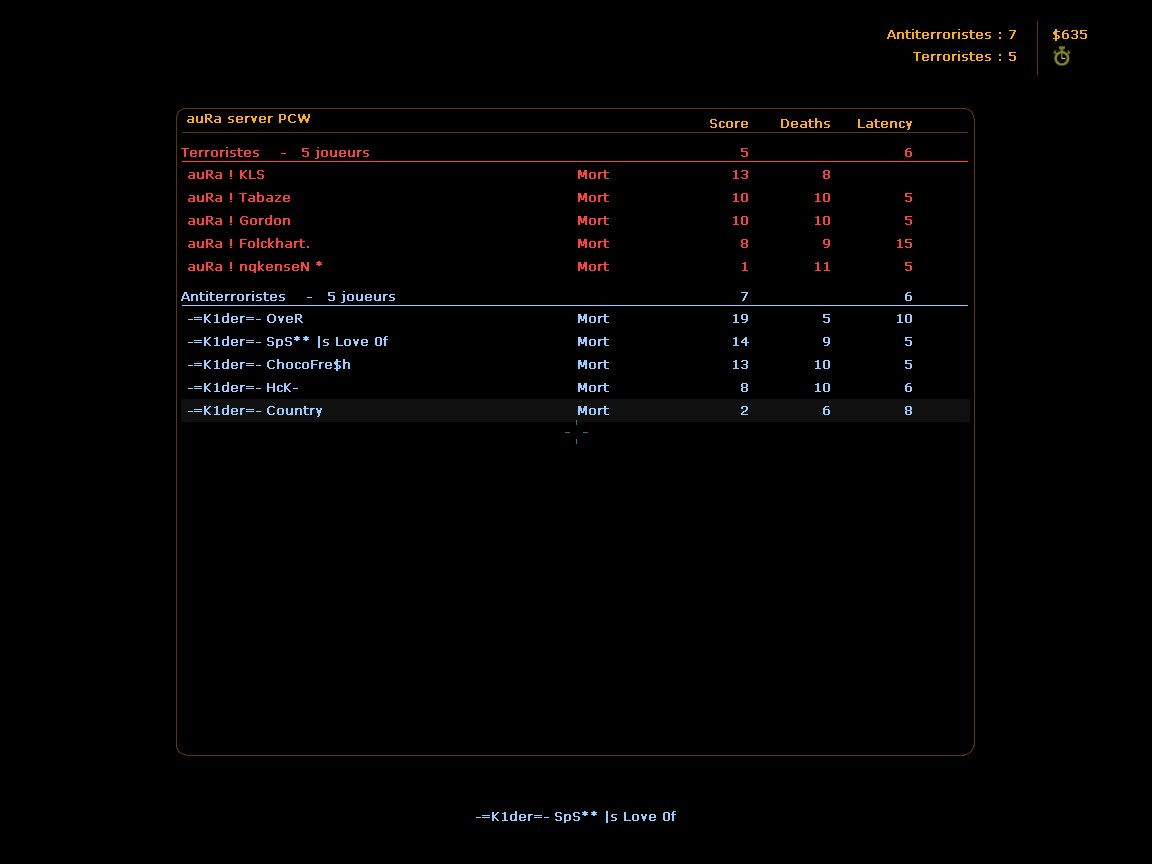 Antiterroristes : 7 $635
Terroristes : 5
auRa server PCW Score Deaths Latency
Terroristes - 5 joueurs 5 6
auRa ! KLS Mort 13 8
auRa ! Tabaze Mort 10 10 5
auRa ! Gordon Mort 10 10 5
auRa ! Folckhart. Mort 8 9 15
auRa ! nqkenseN * Mort 1 11 5
Antiterroristes - 5 joueurs 7 6
-=K1der=- OveR Mort 19 5 10
-=K1der=- SpS** |s Love Of Mort 14 9 5
-=K1der=- ChocoFre$h Mort 13 10 5
-=K1der=- HcK- Mort 8 10 6
-=K1der=- Country Mort 2 6 8
-=K1der=- SpS** |s Love Of